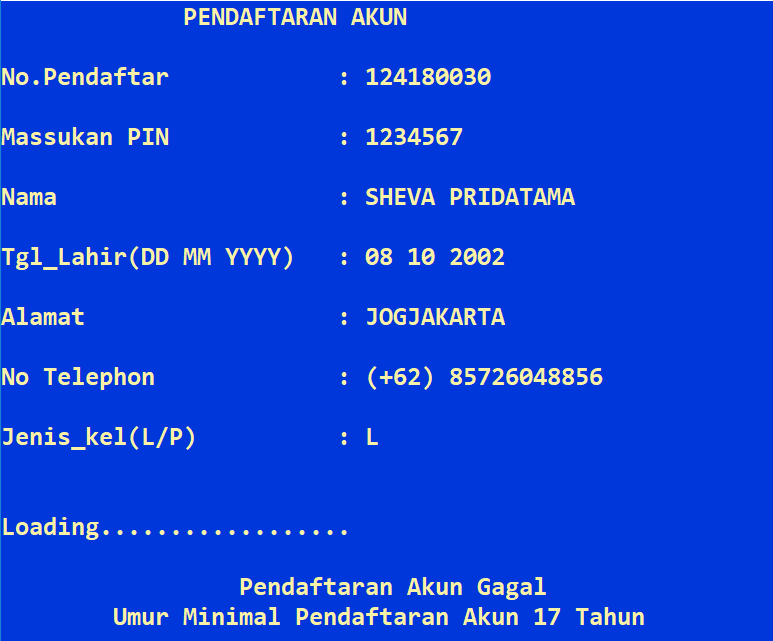 PENDAFTARAN AKUN
No.Pendaftar : 124180030
Massukan PIN : 1234567
Nama : SHEVA PRIDATAMA
Tgl_Lahir(DD MM YYYY) : 08 10 2002
Alamat : JOGJAKARTA
No Telephon : (+62) 85726048856
Jenis_kel(L/P) : L
Loading..................
Pendaftaran Akun Gagal
Umur Minimal Pendaftaran Akun 17 Tahun